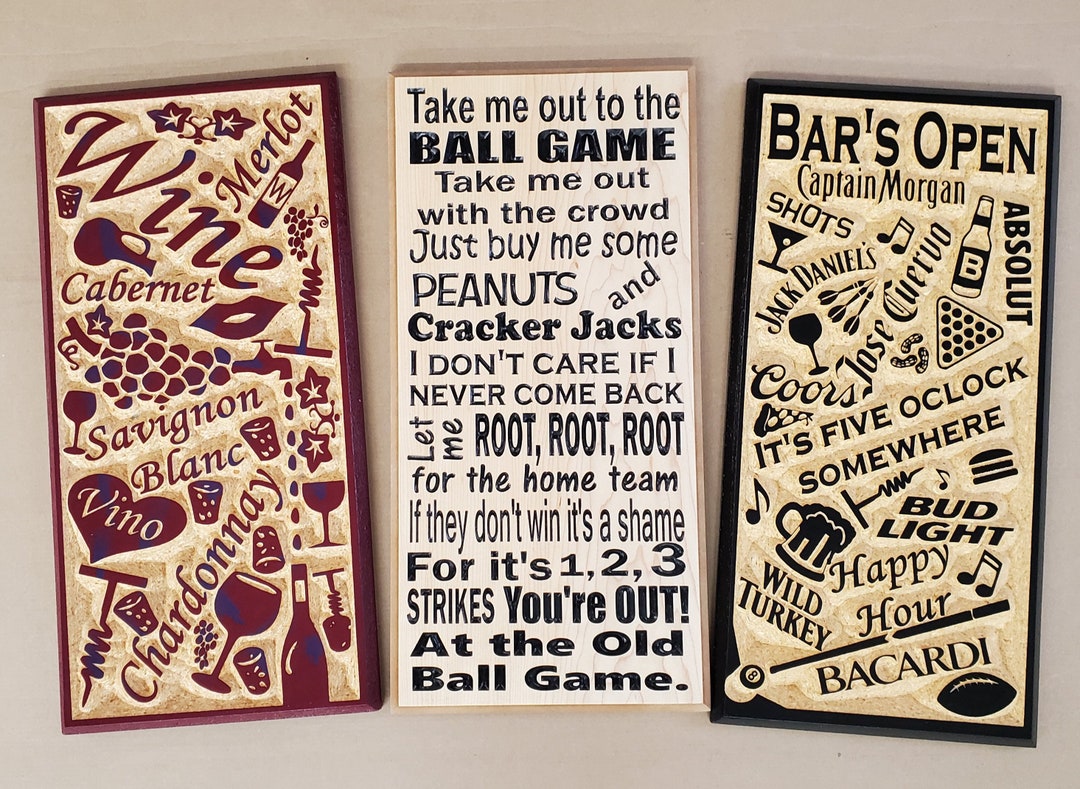 Wine
Merlot
W
Cabernet
Savignon
Blanc
Vino
Chardonnay
Take me out to the
BALL GAME
Take me out
with the crowd
Just buy me some
PEANUTS and
Cracker Jacks
I DON'T CARE IF I
NEVER COME BACK
Let me ROOT, ROOT, ROOT
for the home team
If they don't win it's a shame
For it's 1, 2, 3
STRIKES You're OUT!
At the Old
Ball Game.
BAR'S OPEN
Captain Morgan
SHOTS
ABSOLUT
B
JACK DANIEL'S
Jose Cuervo
Coors
IT'S FIVE OCLOCK
SOMEWHERE
BUD
LIGHT
Happy
Hour
WILD
TURKEY
8
BACARDI